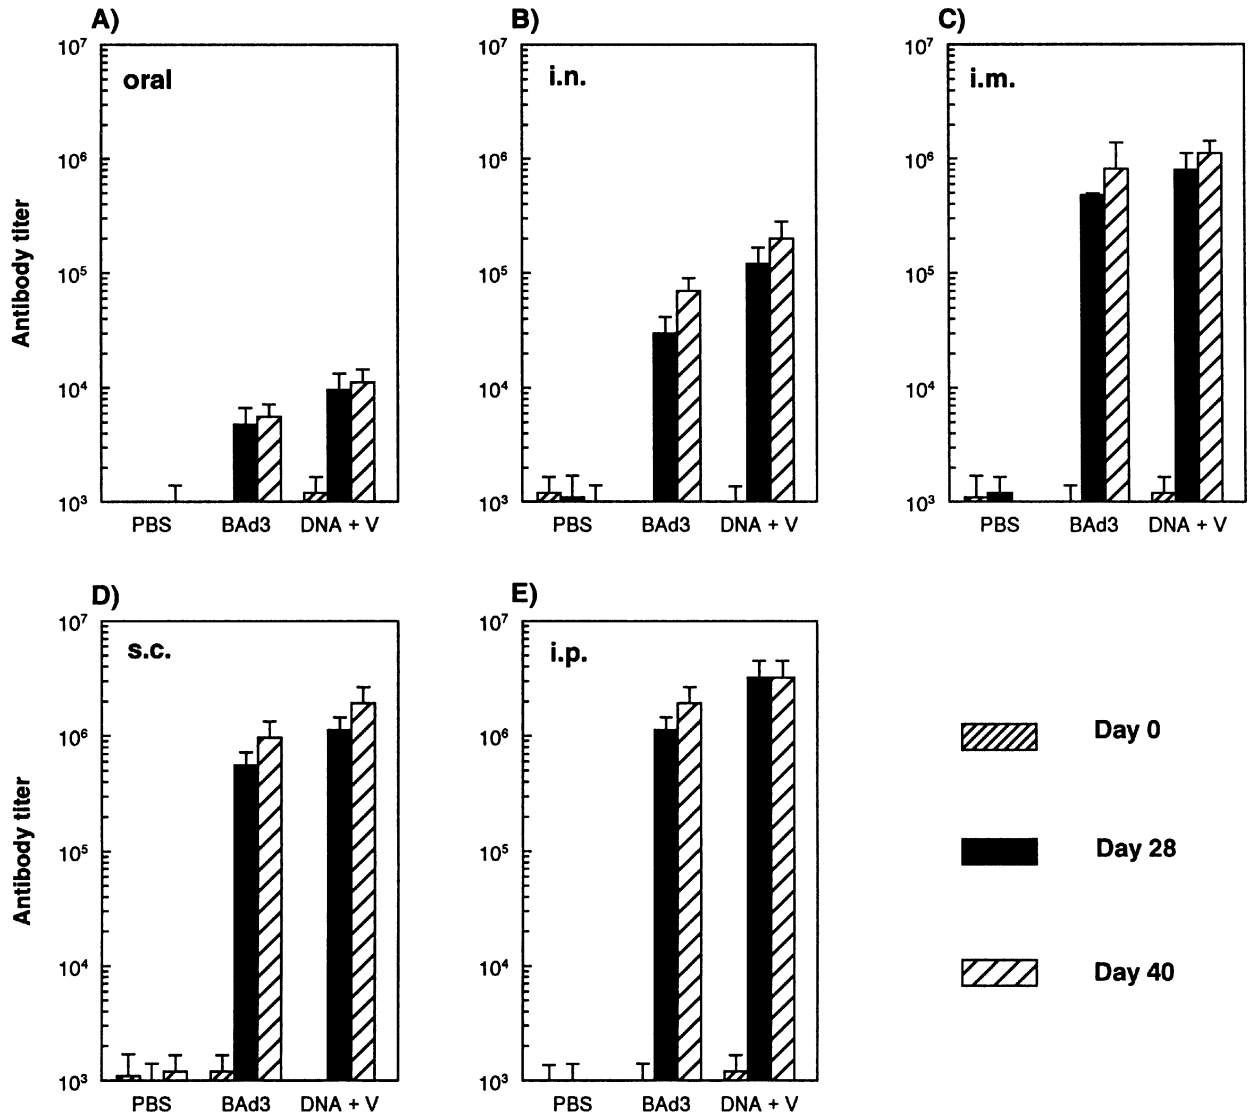 A)
B)
C)
10⁷
10⁶
10⁵
10⁴
10³
oral
Antibody titer
PBS BAd3 DNA + V
10⁷
10⁶
10⁵
10⁴
10³
i.n.
PBS BAd3 DNA + V
10⁷
10⁶
10⁵
10⁴
10³
i.m.
PBS BAd3 DNA + V
D)
E)
10⁷
10⁶
10⁵
10⁴
10³
s.c.
Antibody titer
PBS BAd3 DNA + V
10⁷
10⁶
10⁵
10⁴
10³
i.p.
PBS BAd3 DNA + V
Day 0
Day 28
Day 40